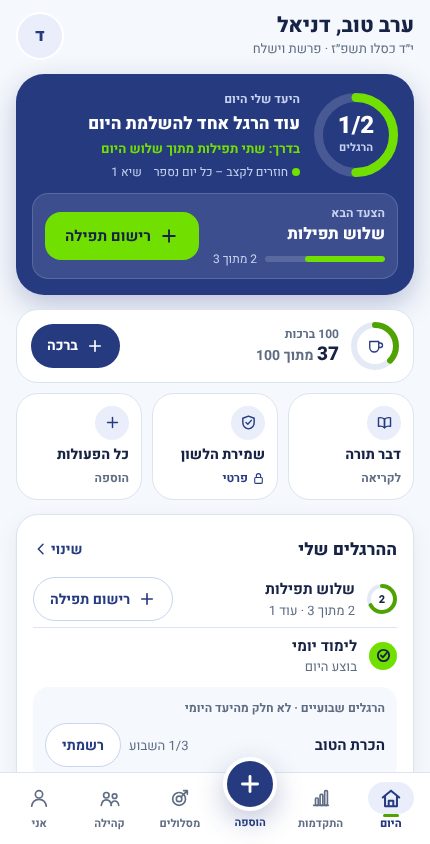 ערב טוב, דניאל
י״ד כסלו תשפ״ז · פרשת וישלח
ד
היעד שלי היום
עוד הרגל אחד להשלמת היום
בדרך: שתי תפילות מתוך שלוש היום
חוזרים לקצב – כל יום נספר
שיא 1
1/2
הרגלים
הצעד הבא
שלוש תפילות
2 מתוך 3
רישום תפילה
100 ברכות
37 מתוך 100
ברכה
דבר תורה
לקריאה
שמירת הלשון
פרטי
כל הפעולות
הוספה
ההרגלים שלי
שינוי
2
שלוש תפילות
2 מתוך 3 · עוד 1
רישום תפילה
לימוד יומי
בוצע היום
הרגלים שבועיים · לא חלק מהיעד היומי
הכרת הטוב
1/3 השבוע
רשמתי
היום
התקדמות
הוספה
מסלולים
קהילה
אני